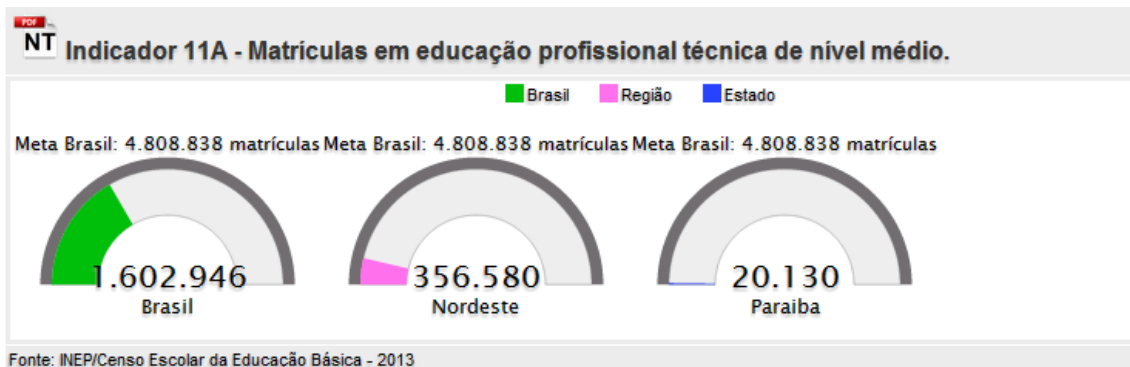 PDF
NT
Indicador 11A - Matrículas em educação profissional técnica de nível médio.
Brasil Região Estado
Meta Brasil: 4.808.838 matrículas Meta Brasil: 4.808.838 matrículas Meta Brasil: 4.808.838 matrículas
1.602.946 356.580 20.130
Brasil Nordeste Paraiba
Fonte: INEP/Censo Escolar da Educação Básica - 2013